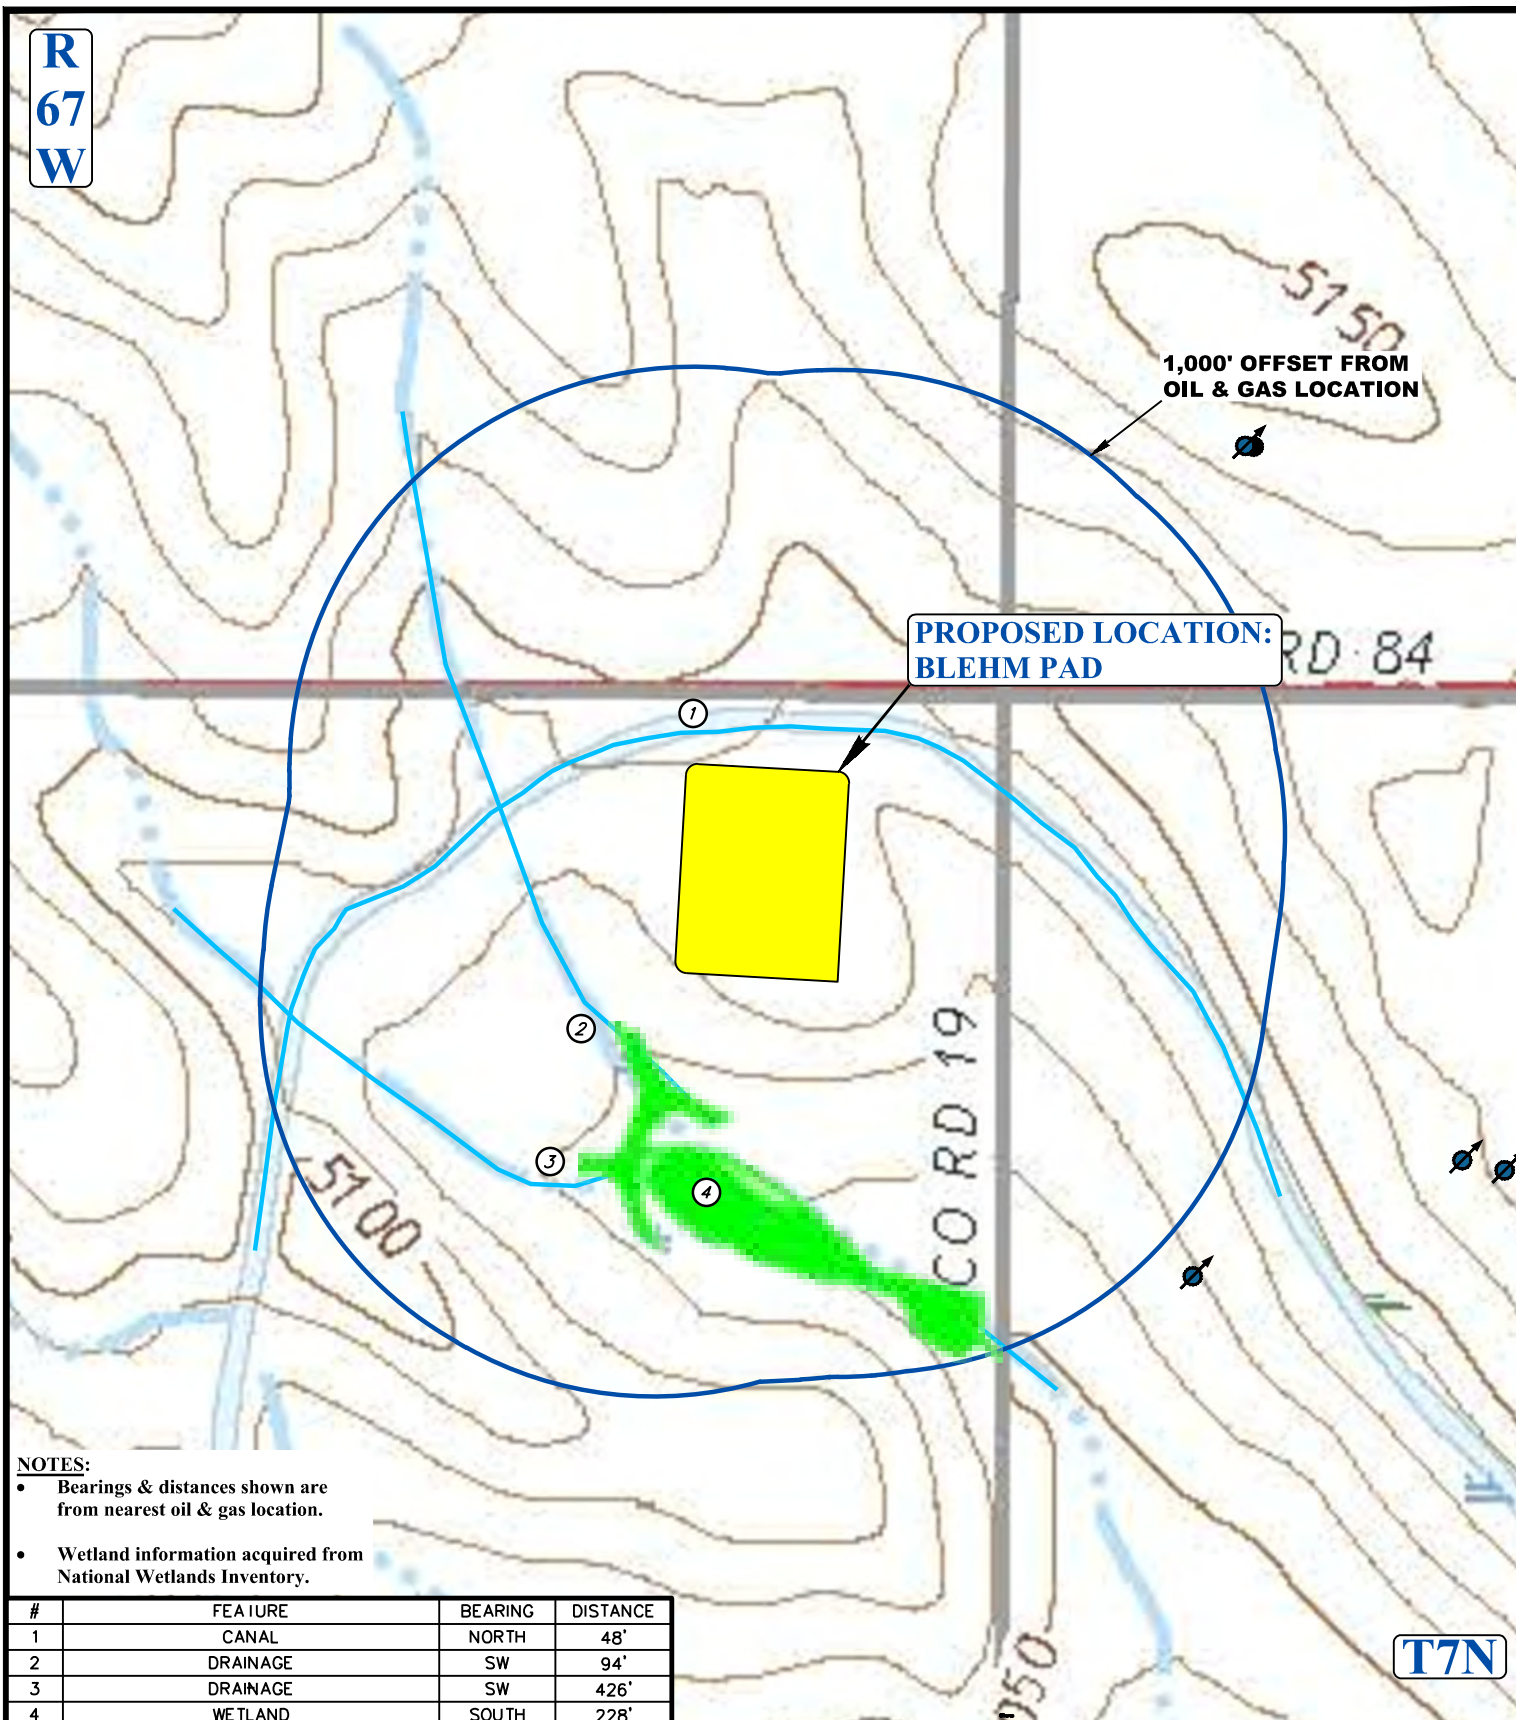 R
67
W
5150
1,000' OFFSET FROM
OIL & GAS LOCATION
PROPOSED LOCATION:
BLEHM PAD
RD 84
1
2
3
4
CO RD 19
5100
NOTES:
• Bearings & distances shown are
from nearest oil & gas location.
• Wetland information acquired from
National Wetlands Inventory.
# FEATURE BEARING DISTANCE
1 CANAL NORTH 48'
2 DRAINAGE SW 94'
3 DRAINAGE SW 426'
4 WETLAND SOUTH 228'
T7N